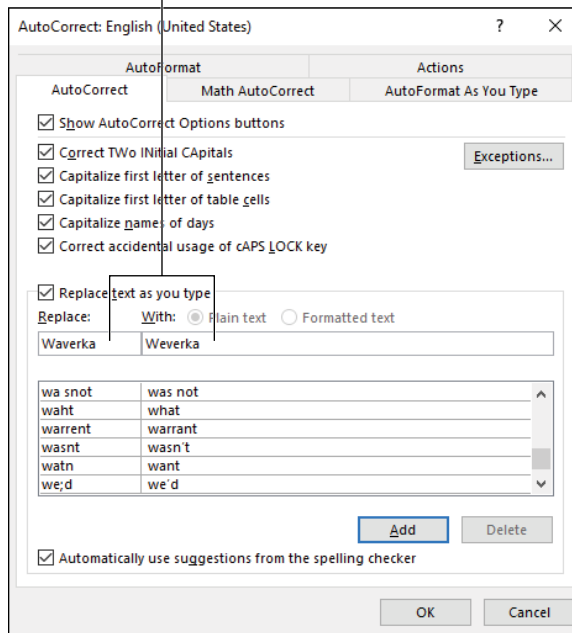 AutoCorrect: English (United States) ? ×
AutoFormat Actions
AutoCorrect Math AutoCorrect AutoFormat As You Type
Show AutoCorrect Options buttons
Correct TWo INitial CApitals Exceptions...
Capitalize first letter of sentences
Capitalize first letter of table cells
Capitalize names of days
Correct accidental usage of cAPS LOCK key
Replace text as you type
Replace: With: Plain text Formatted text
Waverka Weverka
wa snot was not
waht what
warrent warrant
wasnt wasn't
watn want
we;d we'd
Add Delete
Automatically use suggestions from the spelling checker
OK Cancel